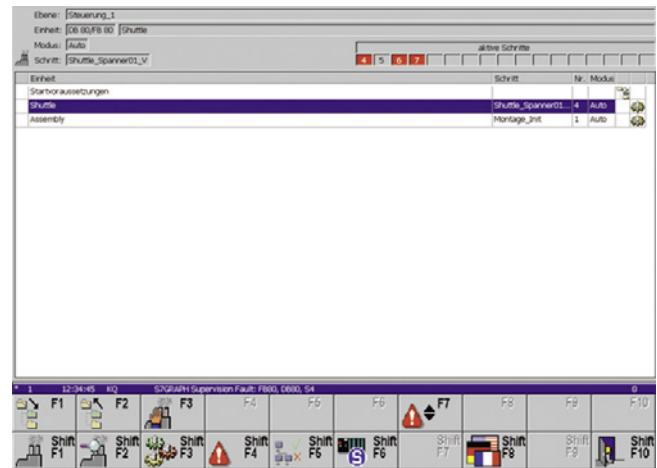 Ebene: Steuerung_1
Einheit: DB 80/FB 80 Shuttle
Modus: Auto aktive Schritte
Schritt: Shuttle_Spanner01_V 4 5 6 7
Einheit Schritt Nr. Modus
Startvoraussetzungen
Shuttle Shuttle_Spanner01... 4 Auto
Assembly Montage_Init 1 Auto
* 1 12:34:45 KQ S7GRAPH Supervision Fault: FB80, DB80, S4 0
F1 F2 F3 F4 F5 F6 F7 F8 F9 F10
Shift Shift Shift Shift Shift Shift Shift Shift Shift Shift
F1 F2 F3 F4 F5 F6 F7 F8 F9 F10